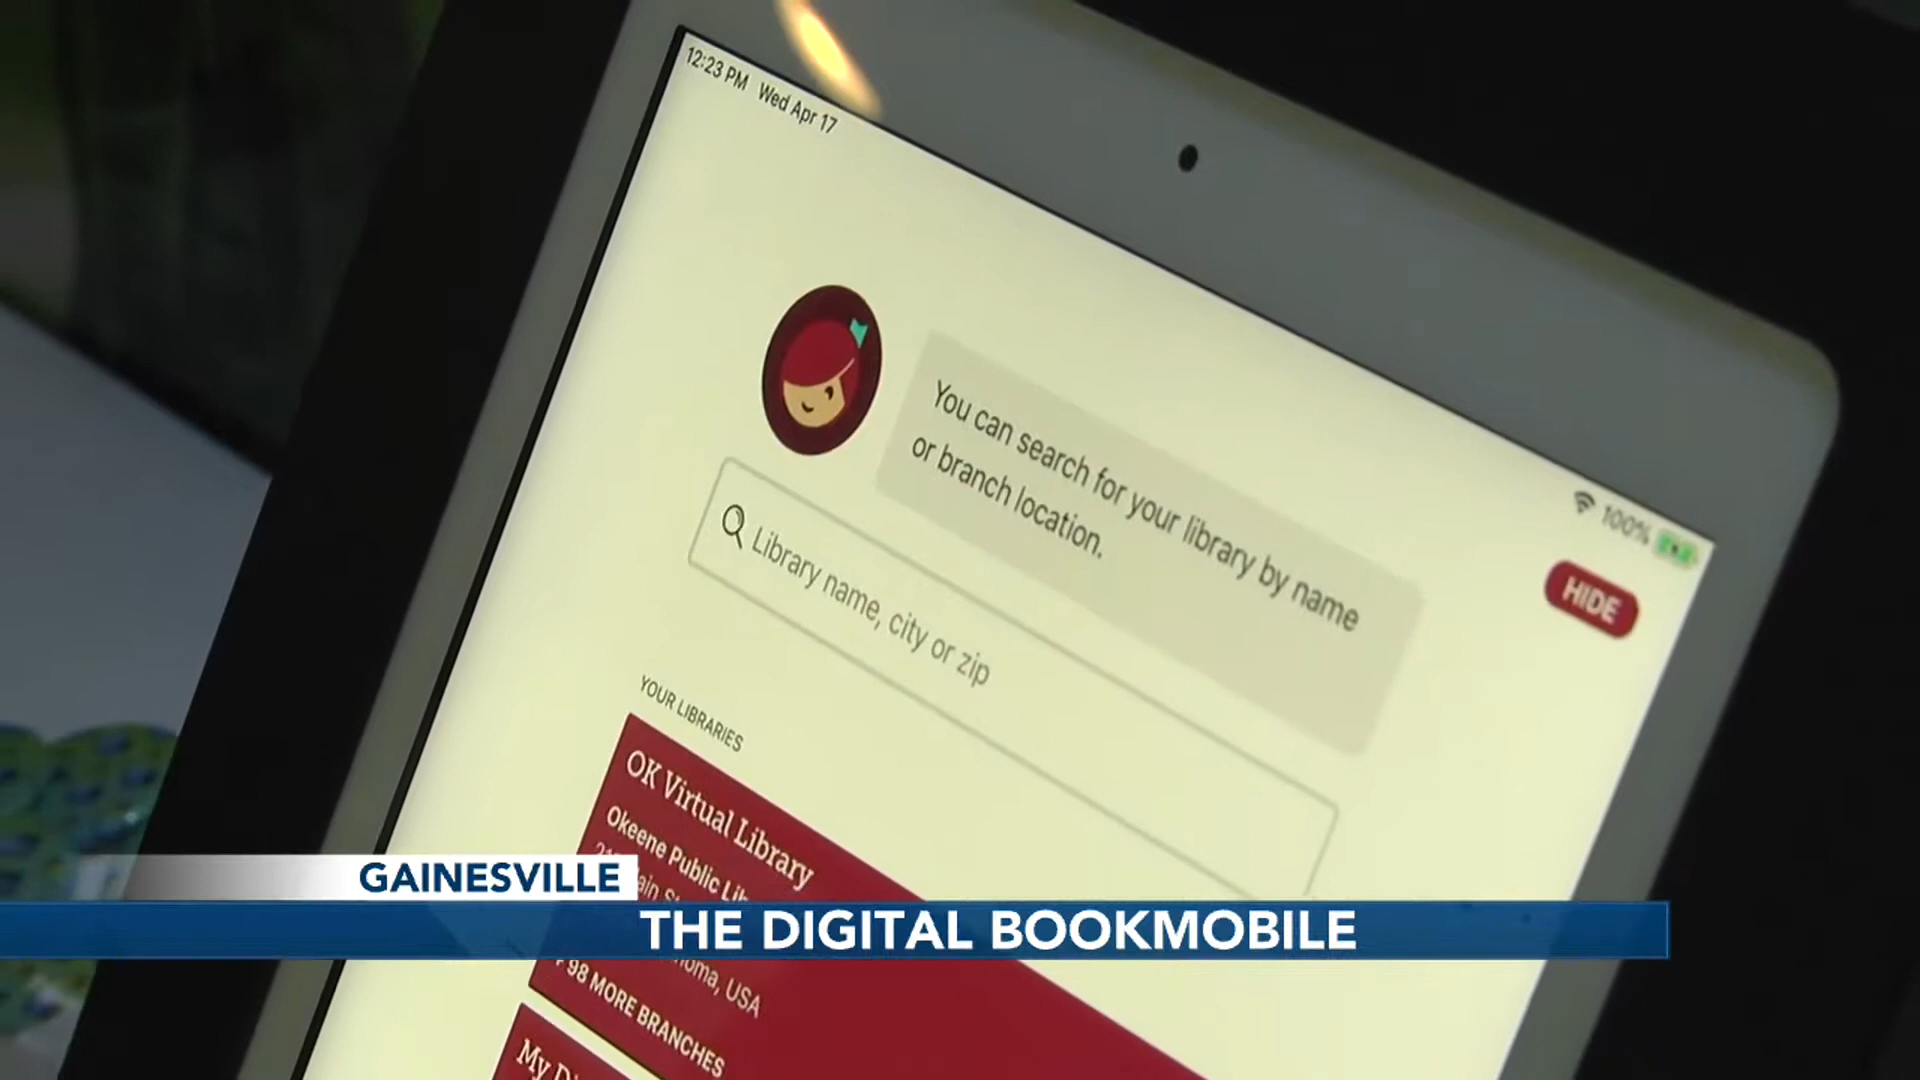 12:23 PM Wed Apr 17
100%
HIDE
You can search for your library by name
or branch location.
Library name, city or zip
YOUR LIBRARIES
OK Virtual Library
Okeene Public
USA
98 MORE BRANCHES
My
GAINESVILLE
THE DIGITAL BOOKMOBILE